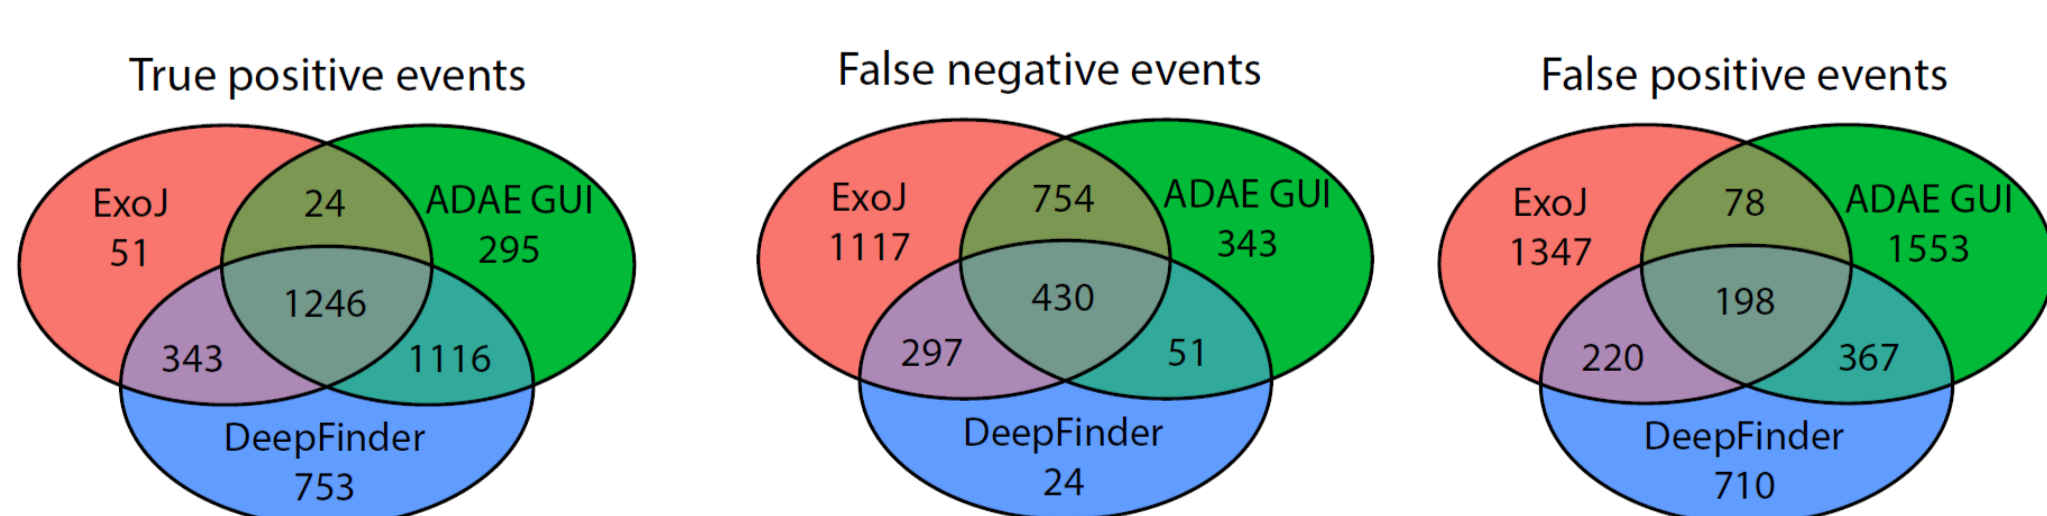 True positive events
ExoJ
51
24
ADAE GUI
295
1246
343
1116
DeepFinder
753
False negative events
ExoJ
1117
754
ADAE GUI
343
430
297
51
DeepFinder
24
False positive events
ExoJ
1347
78
ADAE GUI
1553
198
220
367
DeepFinder
710